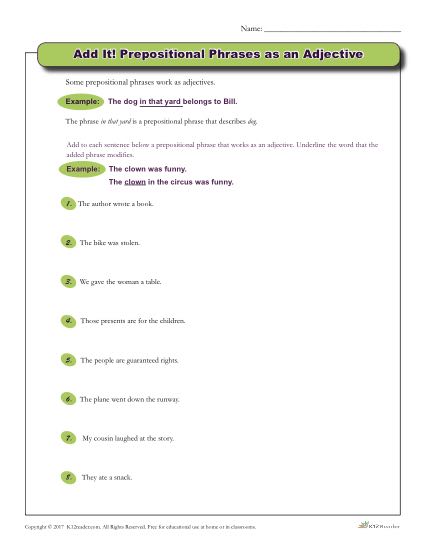 Name:
Add It! Prepositional Phrases as an Adjective
Some prepositional phrases work as adjectives.
Example: The dog in that yard belongs to Bill.
The phrase in that yard is a prepositional phrase that describes dog.
Add to each sentence below a prepositional phrase that works as an adjective. Underline the word that the
added phrase modifies.
Example: The clown was funny.
The clown in the circus was funny.
1. The author wrote a book.
2. The bike was stolen.
3. We gave the woman a table.
4. Those presents are for the children.
5. The people are guaranteed rights.
6. The plane went down the runway.
7. My cousin laughed at the story.
8. They ate a snack.
Copyright © 2017 K12reader.com. All Rights Reserved. Free for educational use at home or in classrooms.
K12Reader